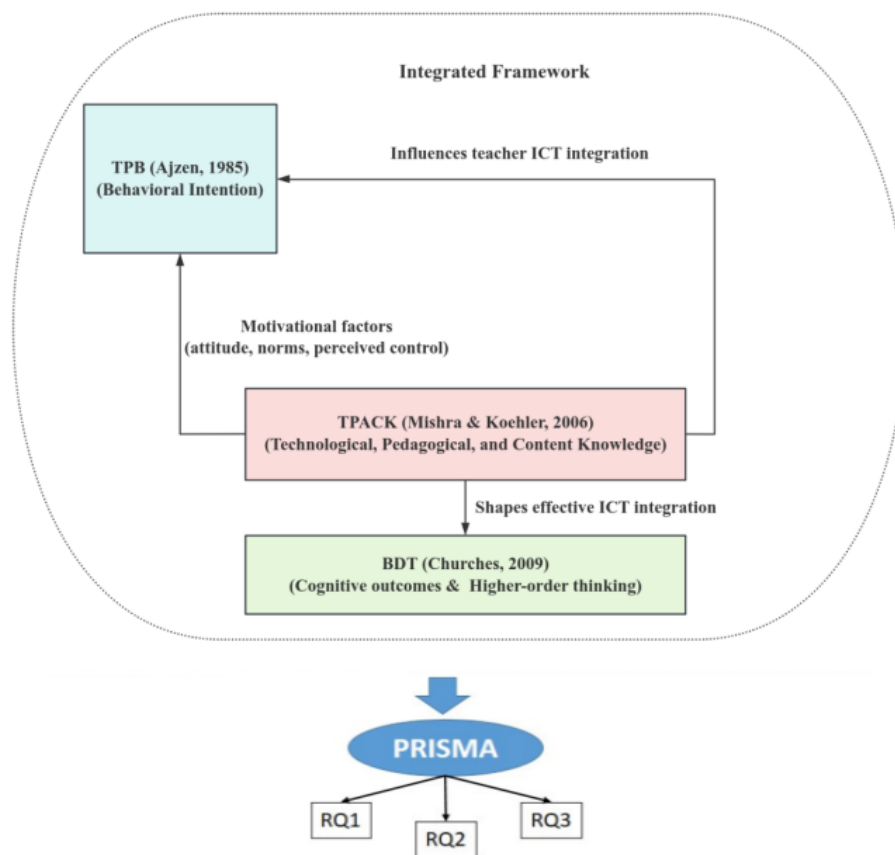 Integrated Framework
TPB (Ajzen, 1985)
(Behavioral Intention)
Influences teacher ICT integration
Motivational factors
(attitude, norms, perceived control)
TPACK (Mishra & Koehler, 2006)
(Technological, Pedagogical, and Content Knowledge)
Shapes effective ICT integration
BDT (Churches, 2009)
(Cognitive outcomes & Higher-order thinking)
PRISMA
RQ1
RQ2
RQ3